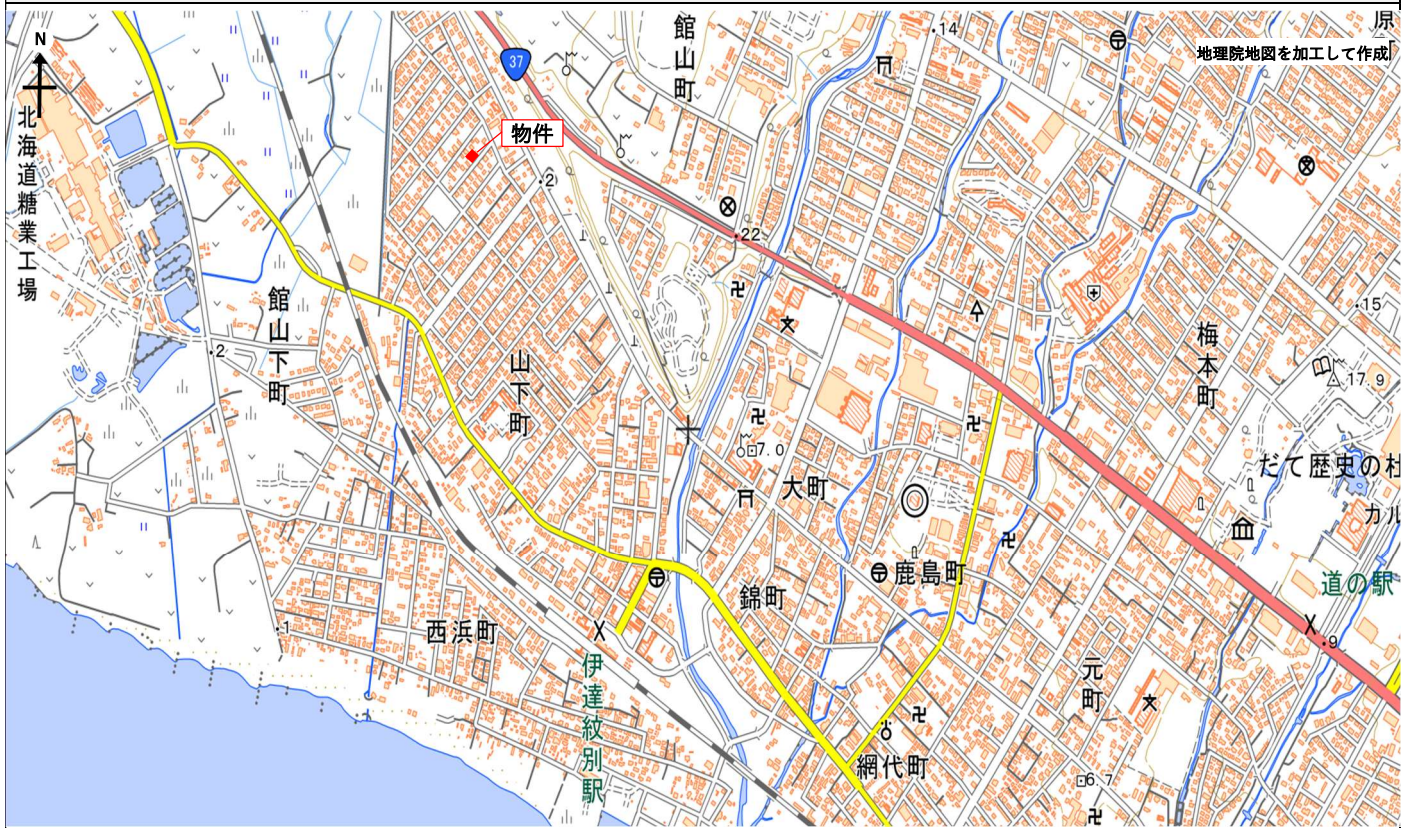 N
北海道糖業工場
37
物件
館山町
14
地理院地図を加工して作成
原
2
22
館山下町
2
山下町
7.0
大町
梅本町
15
17.9
だて歴史の杜
カル
道の駅
9
鹿島町
錦町
西浜町
1
伊達紋別駅
元町
網代町
6.7